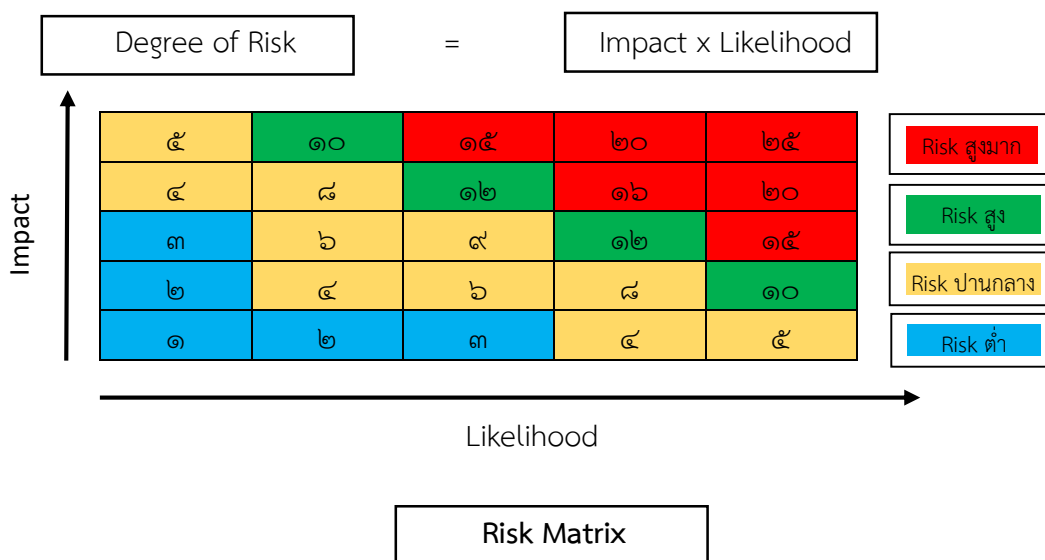 Degree of Risk = Impact x Likelihood
Impact
๕ ๑๐ ๑๕ ๒๐ ๒๕
๔ ๘ ๑๒ ๑๖ ๒๐
๓ ๖ ๙ ๑๒ ๑๕
๒ ๔ ๖ ๘ ๑๐
๑ ๒ ๓ ๔ ๕
Risk สูงมาก
Risk สูง
Risk ปานกลาง
Risk ต่ำ
Likelihood
Risk Matrix